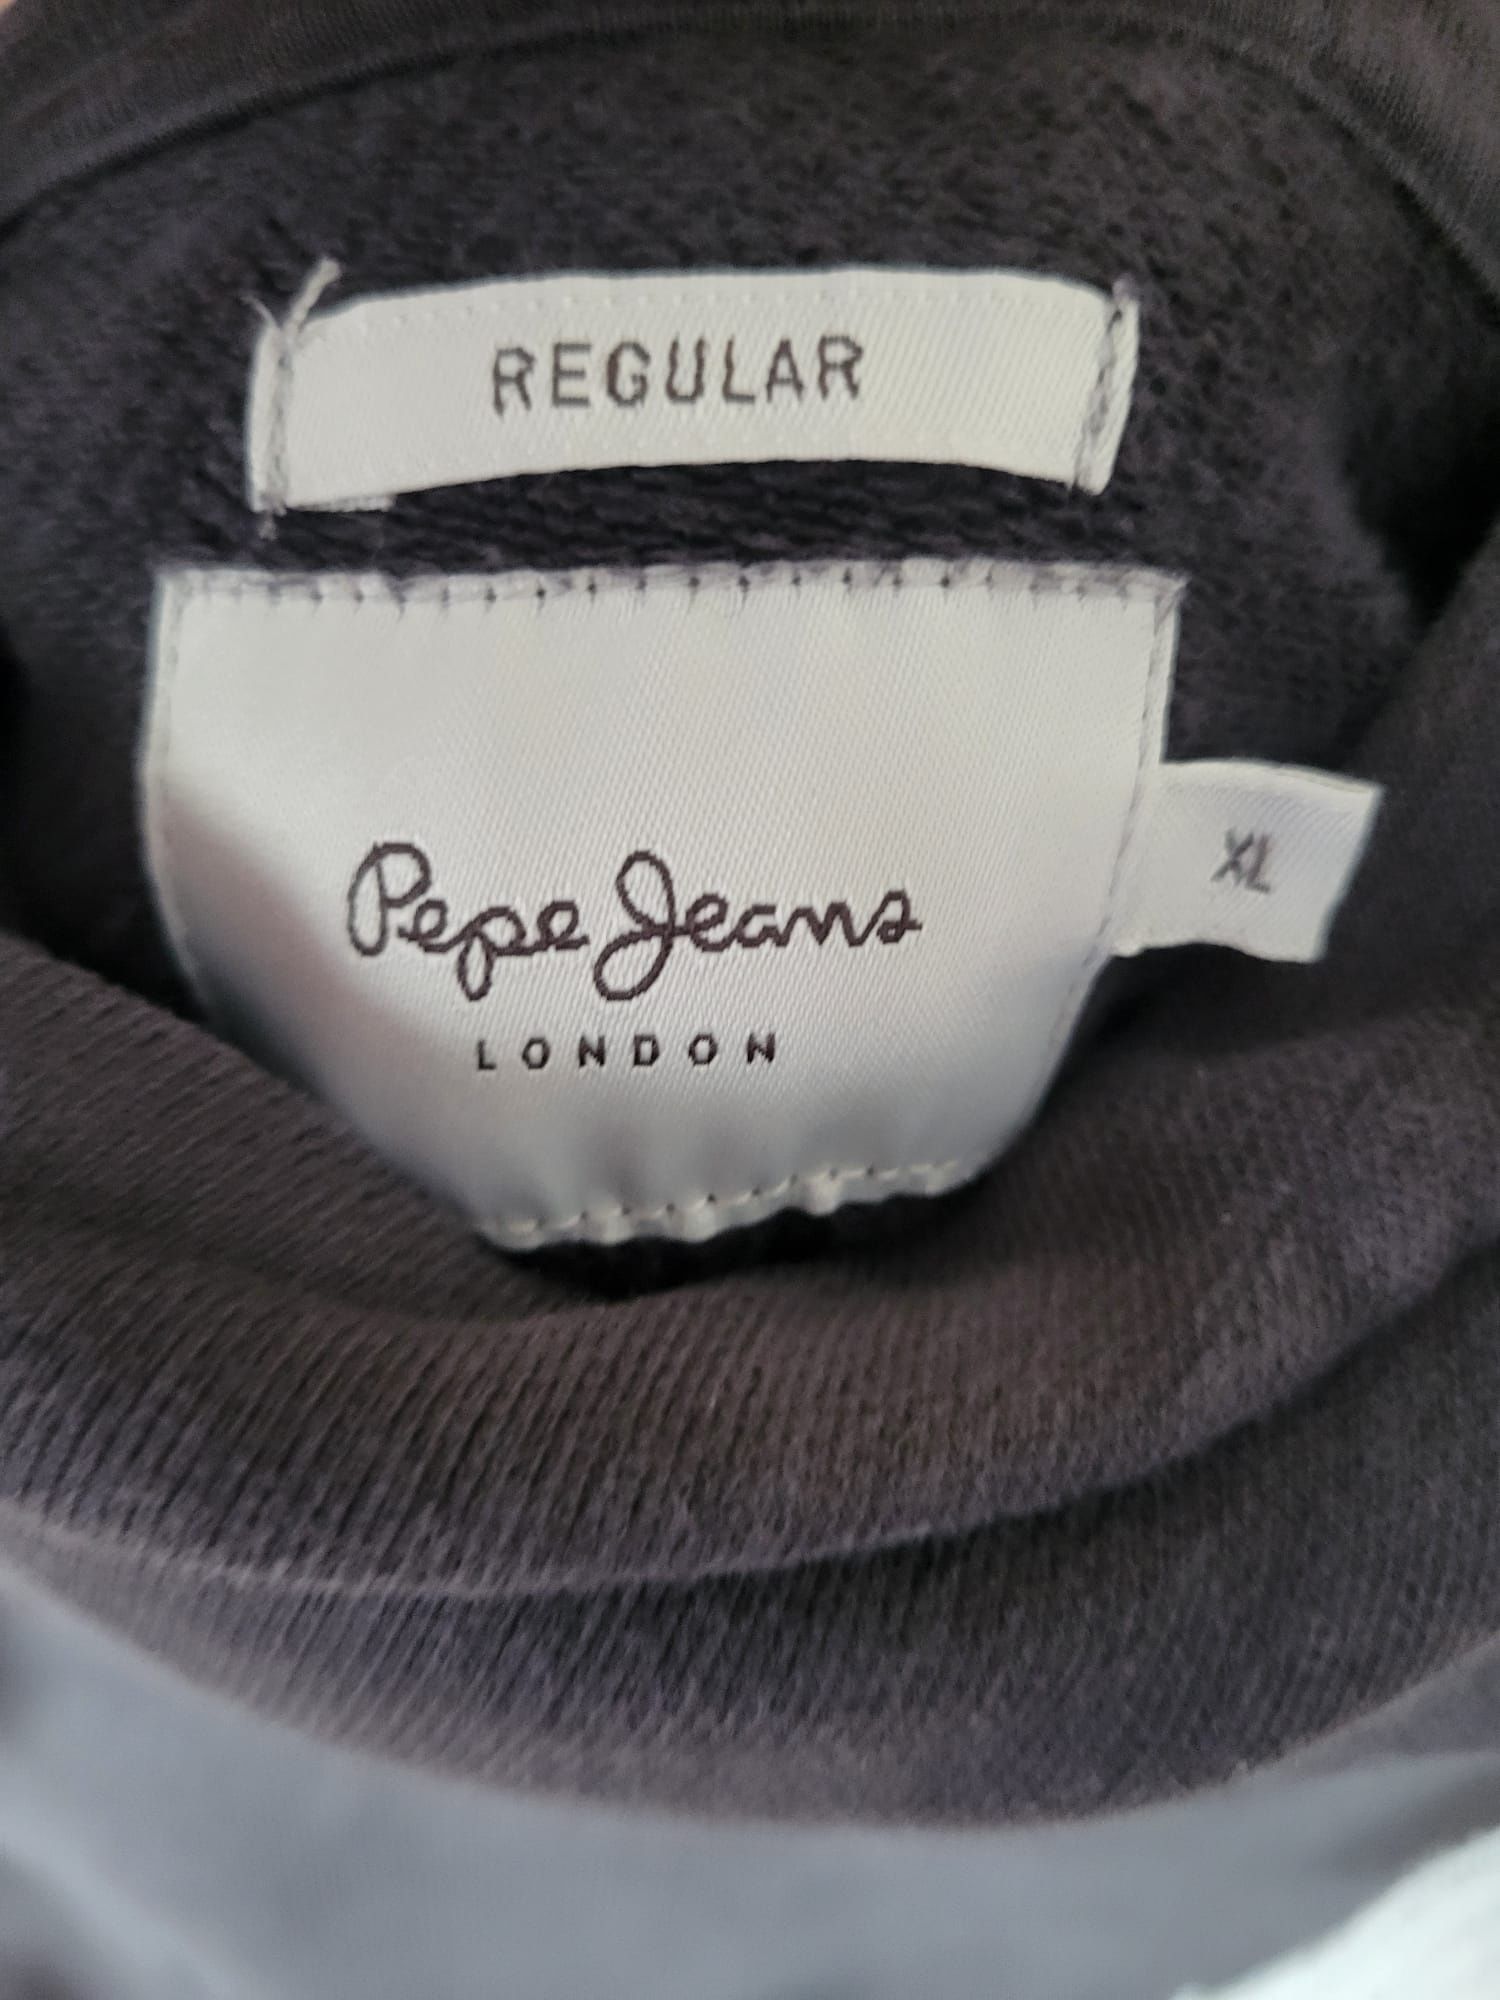 REGULAR
Pepe Jeans
LONDON
XL